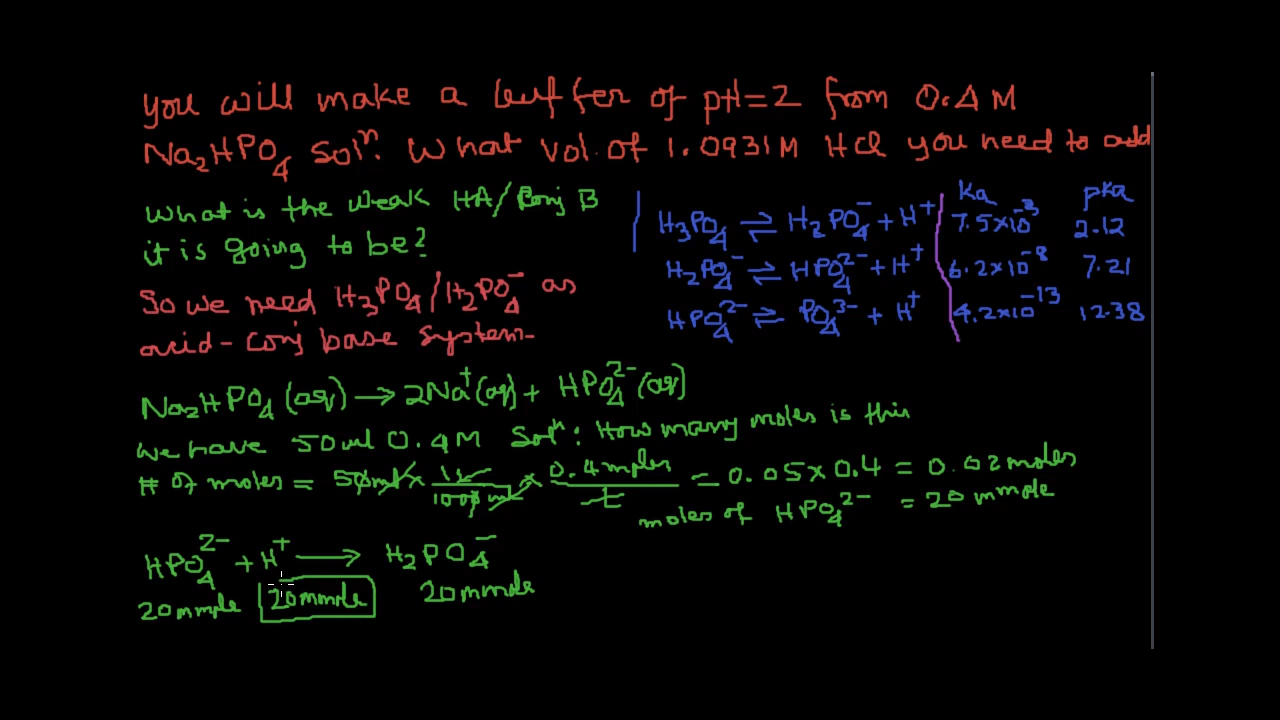 you will make a buffer of pH=2 from 0.4M
Na₂HPO₄ Solⁿ. What vol. of 1.0931M HCl you need to add
What is the weak HA/Conj B
it is going to be?
So we need H₃PO₄/H₂PO₄⁻ as
acid-conj base system-
Ka pKa
H₃PO₄ ⇌ H₂PO₄⁻ + H⁺ 7.5×10⁻³ 2.12
H₂PO₄⁻ ⇌ HPO₄²⁻ + H⁺ 6.2×10⁻⁸ 7.21
HPO₄²⁻ ⇌ PO₄³⁻ + H⁺ 4.2×10⁻¹³ 12.38
Na₂HPO₄(aq) → 2Na⁺(aq) + HPO₄²⁻(aq)
we have 50ml 0.4M Solⁿ: How many moles is this
# of moles = 50ml × 1L/1000ml × 0.4moles/L = 0.05×0.4 = 0.02moles
moles of HPO₄²⁻ = 20mmole
HPO₄²⁻ + H⁺ → H₂PO₄⁻
20mmole 20mmole 20mmole